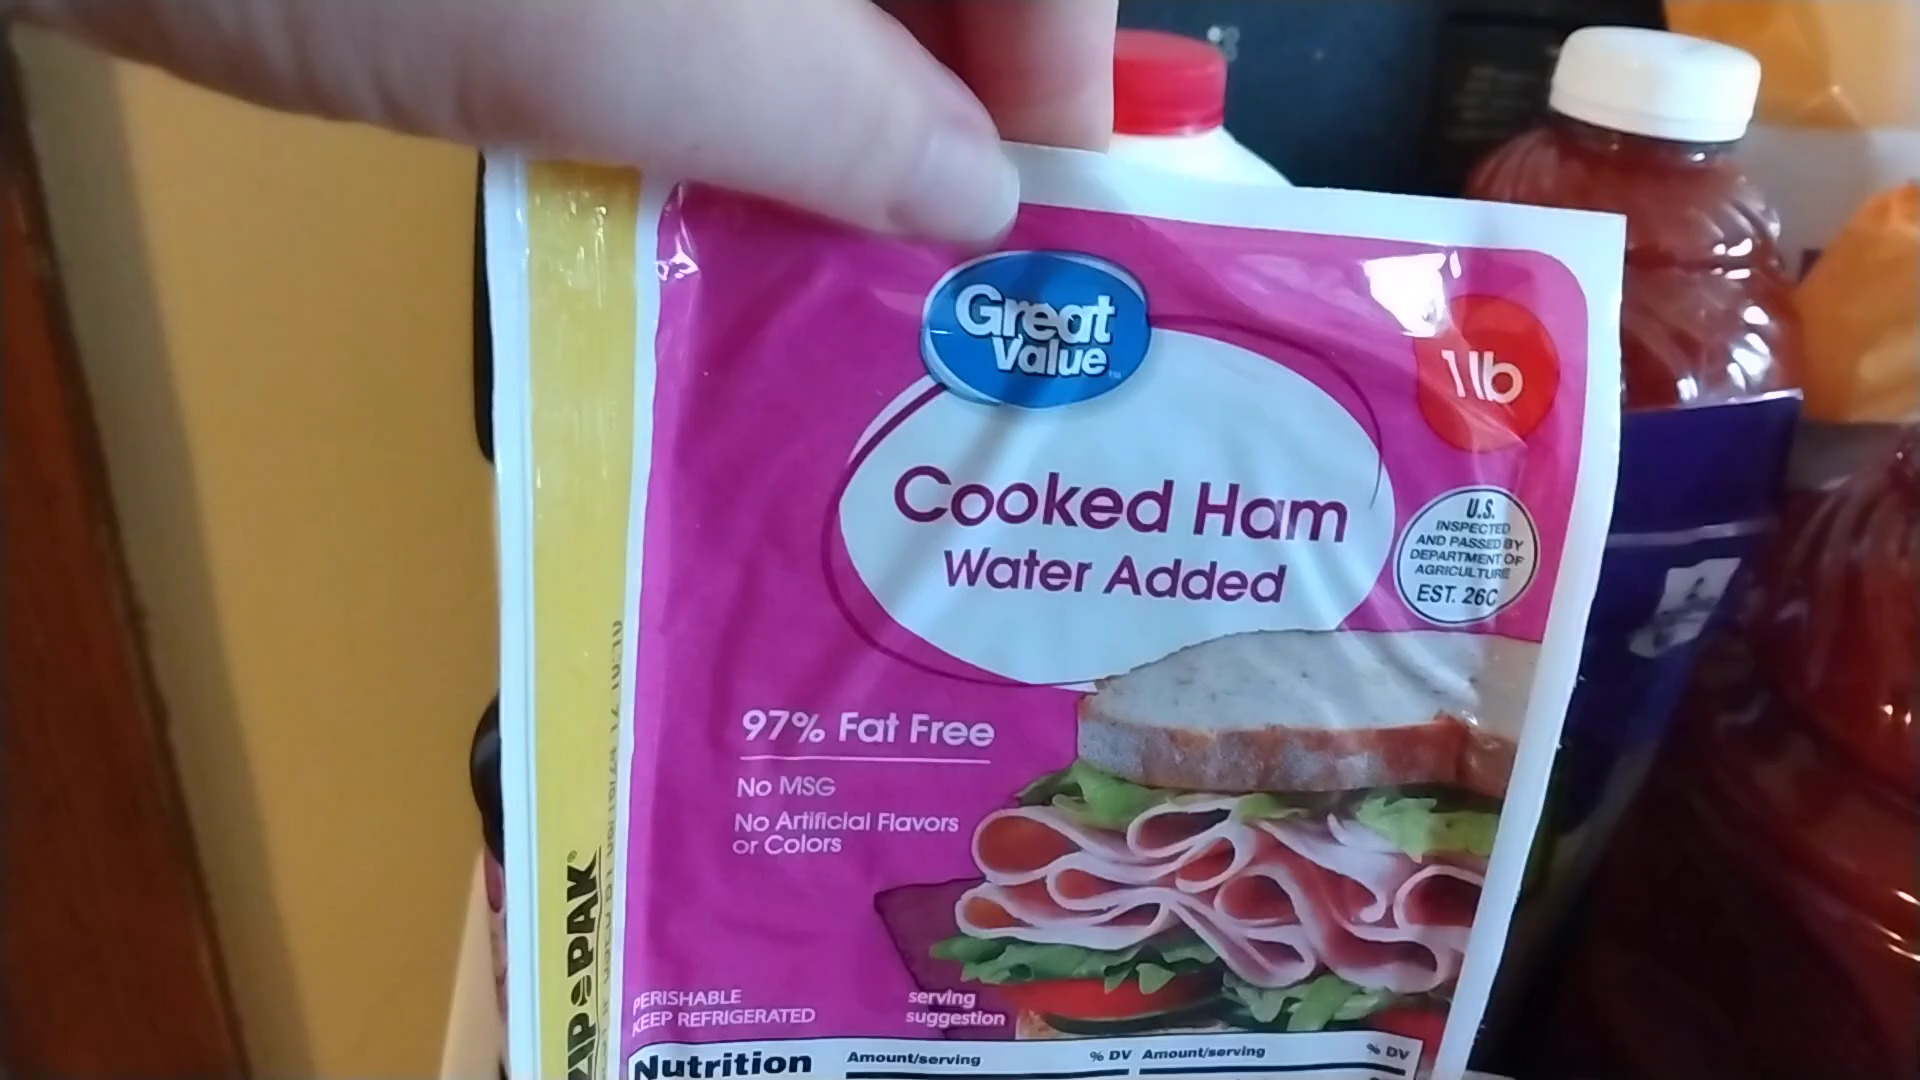 Great
Value
1 lb
Cooked Ham
Water Added
U.S.
INSPECTED
AND PASSED BY
DEPARTMENT OF
AGRICULTURE
EST. 26C
97% Fat Free
No MSG
No Artificial Flavors
or Colors
PERISHABLE
KEEP REFRIGERATED
serving
suggestion
ZIP PAK®
Nutrition
Amount/serving % DV Amount/serving % DV